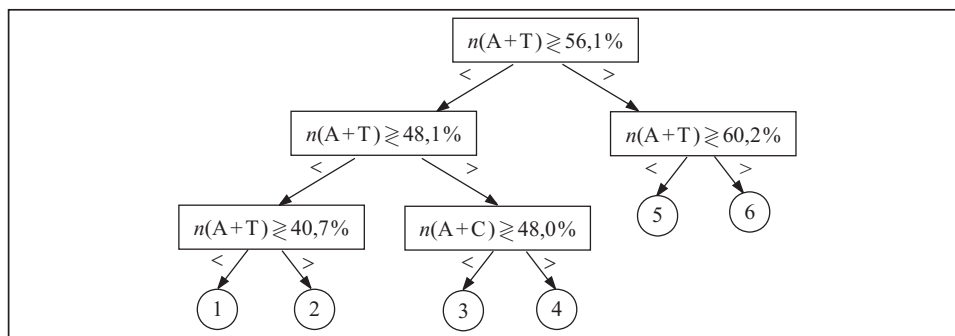 n(A+T)≷56,1%
< >
n(A+T)≷48,1% n(A+T)≷60,2%
< > < >
5 6
n(A+T)≷40,7% n(A+C)≷48,0%
< > < >
1 2 3 4